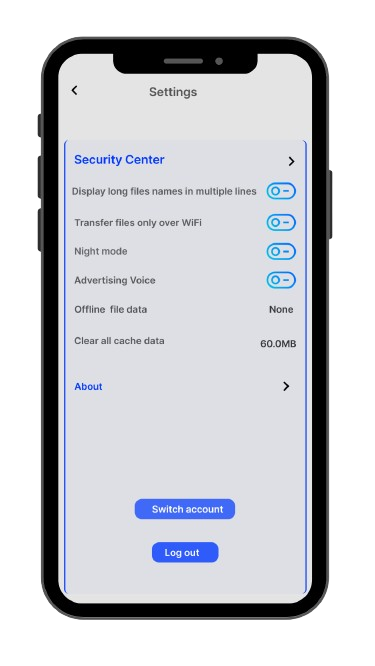 Settings
Security Center
Display long files names in multiple lines
Transfer files only over WiFi
Night mode
Advertising Voice
Offline file data None
Clear all cache data 60.0MB
About
Switch account
Log out